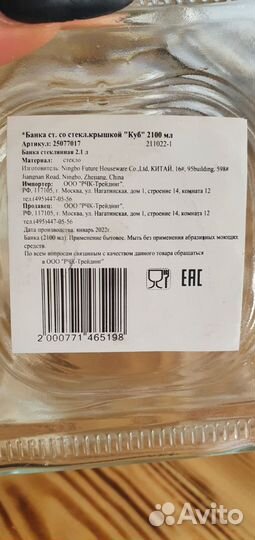 *Банка ст. со стекл.крышкой "Куб" 2100 мл
Артикул: 25077017 211022-1
Банка стеклянная 2.1 л
Материал: стекло
Изготовитель: Ningbo Future Houseware Co.,Ltd, КИТАЙ, 16#, 95building, 598#
Jiangnan Road, Ningbo, Zhenang, China
Импортер: ООО "РЧК-Трейдинг".
РФ, 117105, г. Москва, ул. Нагатинская, дом 1, строение 14, комната 12
тел.(495)447-05-56
Продавец: ООО "РЧК-Трейдинг".
РФ, 117105, г. Москва, ул. Нагатинская, дом 1, строение 14, комната 12
тел.(495)447-05-56
Дата производства: январь 2022г.
Банка (2100 мл). Применение бытовое. Мыть без применения абразивных моющих
средств.
По всем вопросам связанным с качеством данного товара обращаться
в ООО "РЧК-Трейдинг"
EAC
2 000771 465198
Avito